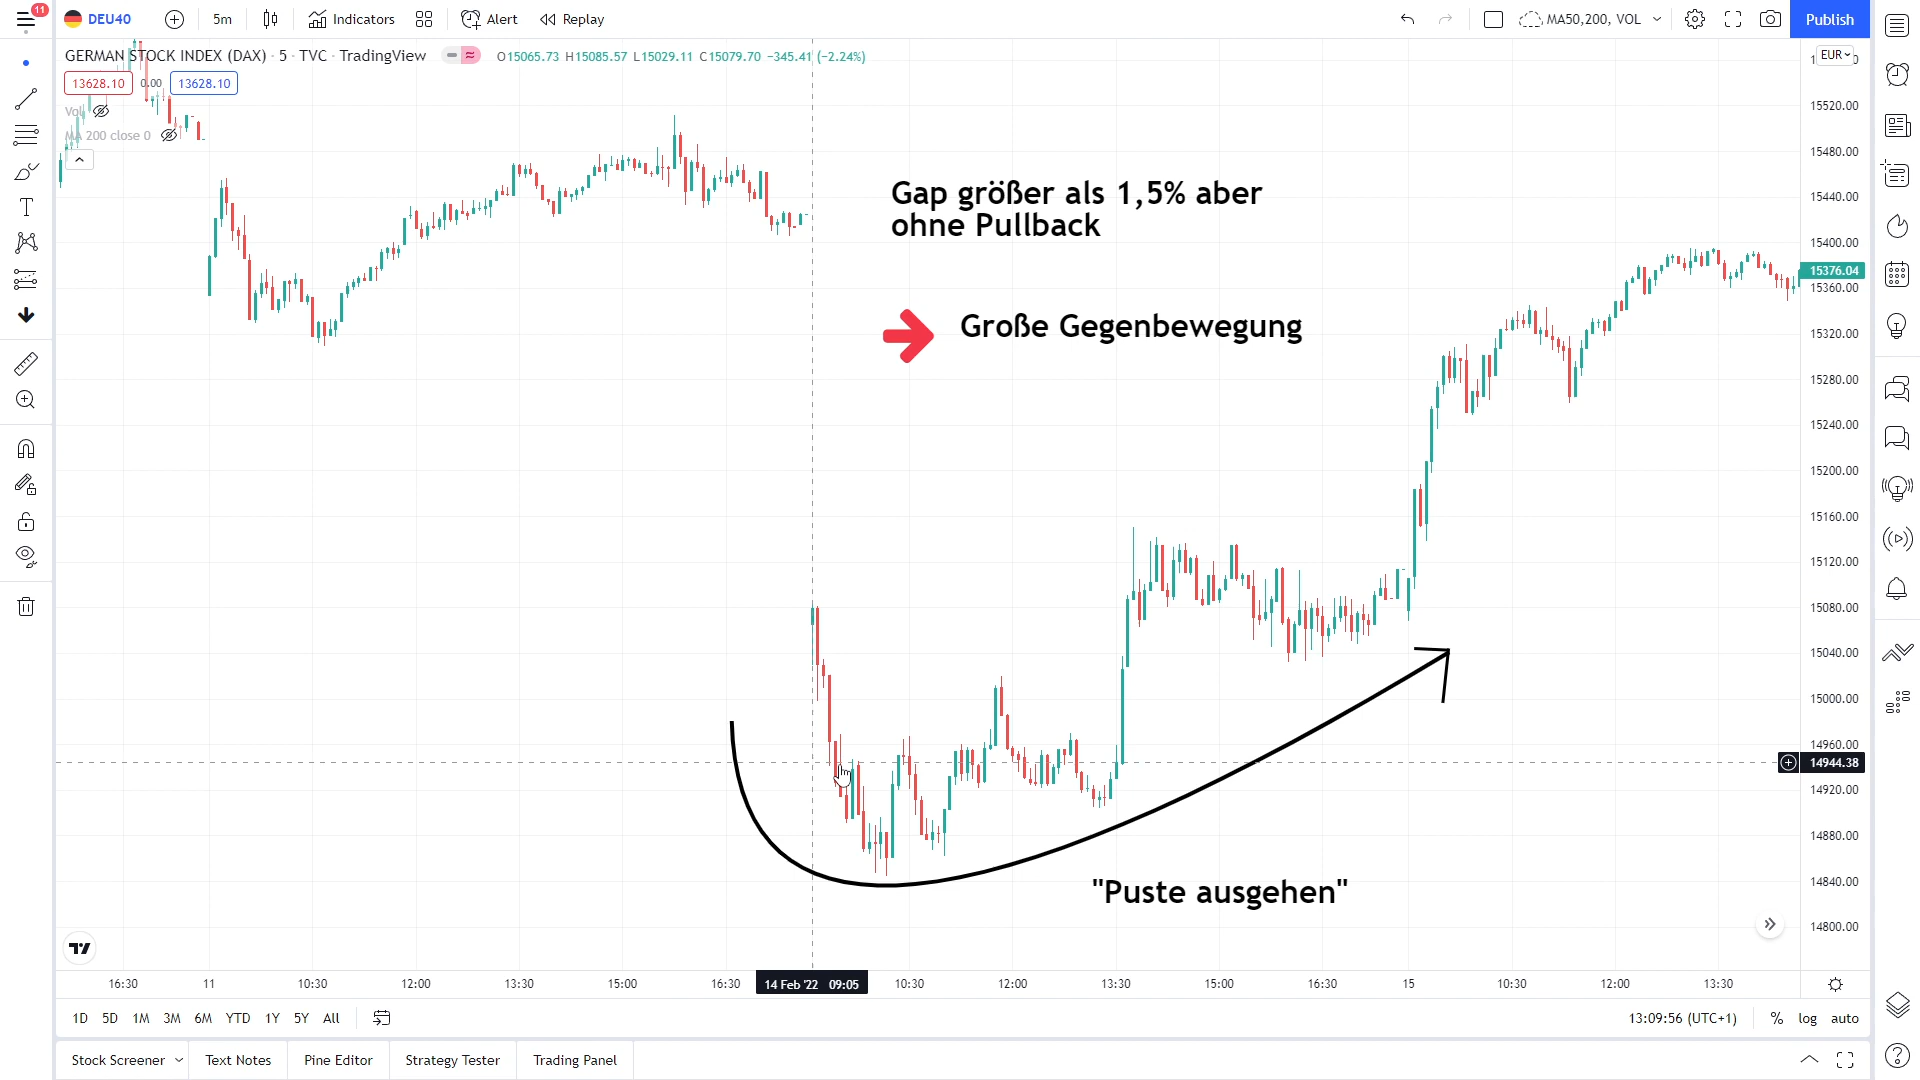 11
DEU40
5m
Indicators
Alert
Replay
MA50,200, VOL
Publish
GERMAN STOCK INDEX (DAX) · 5 · TVC · TradingView
O15065.73 H15085.57 L15029.11 C15079.70 −345.41 (−2.24%)
EUR
13628.10
0.00
13628.10
Vol
MA 200 close 0
15520.00
15480.00
15440.00
15400.00
15376.04
15360.00
15320.00
15280.00
15240.00
15200.00
15160.00
15120.00
15080.00
15040.00
15000.00
14960.00
14944.38
14920.00
14880.00
14840.00
14800.00
Gap größer als 1,5% aber
ohne Pullback
Große Gegenbewegung
"Puste ausgehen"
16:30
11
10:30
12:00
13:30
15:00
16:30
14 Feb '22 09:05
10:30
12:00
13:30
15:00
16:30
15
10:30
12:00
13:30
1D 5D 1M 3M 6M YTD 1Y 5Y All
13:09:56 (UTC+1)
% log auto
Stock Screener
Text Notes
Pine Editor
Strategy Tester
Trading Panel